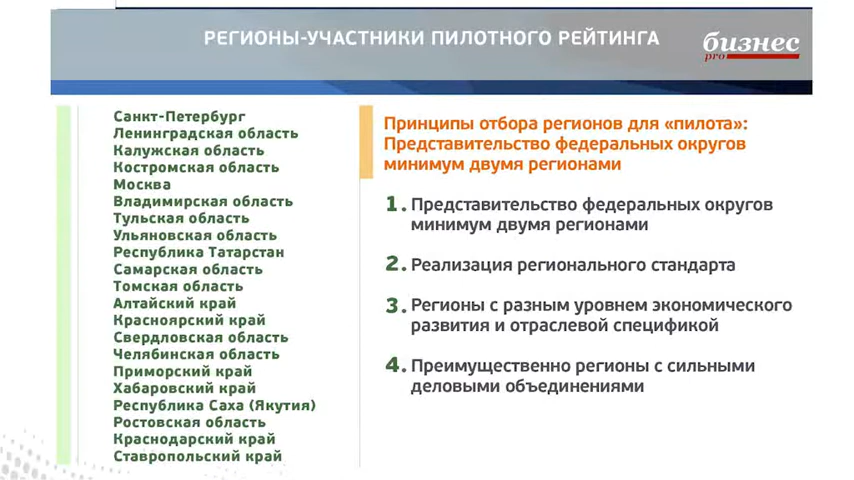 РЕГИОНЫ-УЧАСТНИКИ ПИЛОТНОГО РЕЙТИНГА
бизнес
pro
Санкт-Петербург
Ленинградская область
Калужская область
Костромская область
Москва
Владимирская область
Тульская область
Ульяновская область
Республика Татарстан
Самарская область
Томская область
Алтайский край
Красноярский край
Свердловская область
Челябинская область
Приморский край
Хабаровский край
Республика Саха (Якутия)
Ростовская область
Краснодарский край
Ставропольский край
Принципы отбора регионов для «пилота»:
Представительство федеральных округов
минимум двумя регионами
1. Представительство федеральных округов
минимум двумя регионами
2. Реализация регионального стандарта
3. Регионы с разным уровнем экономического
развития и отраслевой спецификой
4. Преимущественно регионы с сильными
деловыми объединениями